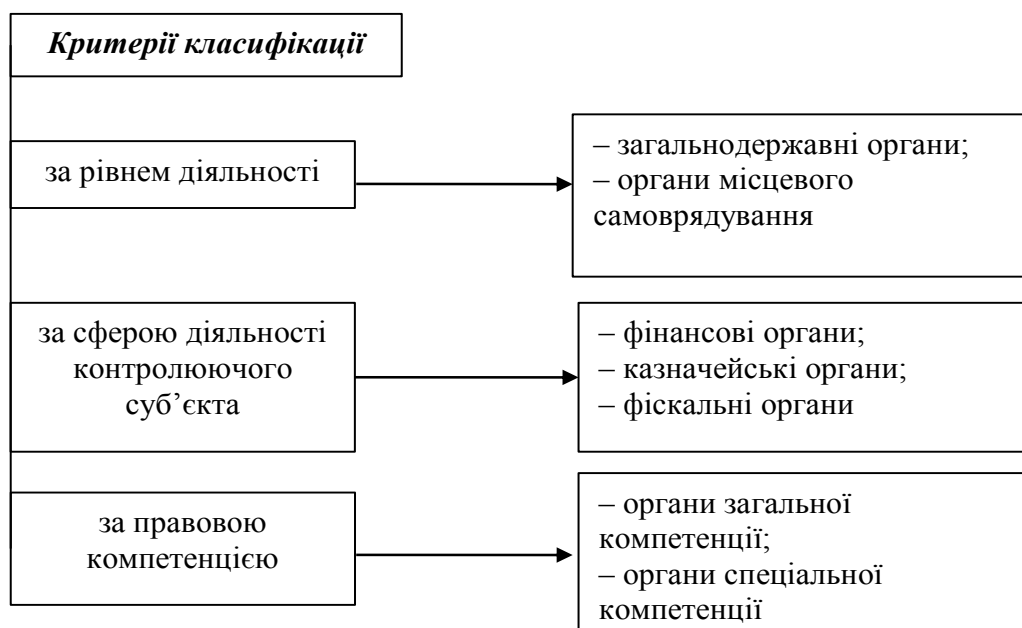 Критерії класифікації
за рівнем діяльності
– загальнодержавні органи;
– органи місцевого
самоврядування
за сферою діяльності
контролюючого
суб’єкта
– фінансові органи;
– казначейські органи;
– фіскальні органи
за правовою
компетенцією
– органи загальної
компетенції;
– органи спеціальної
компетенції